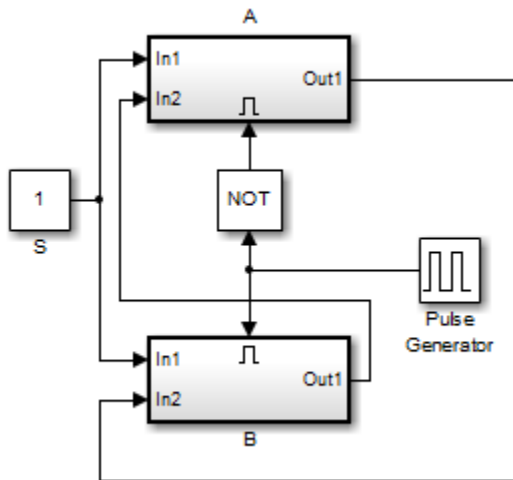 A
In1
In2
Out1
1
S
NOT
Pulse
Generator
In1
In2
Out1
B